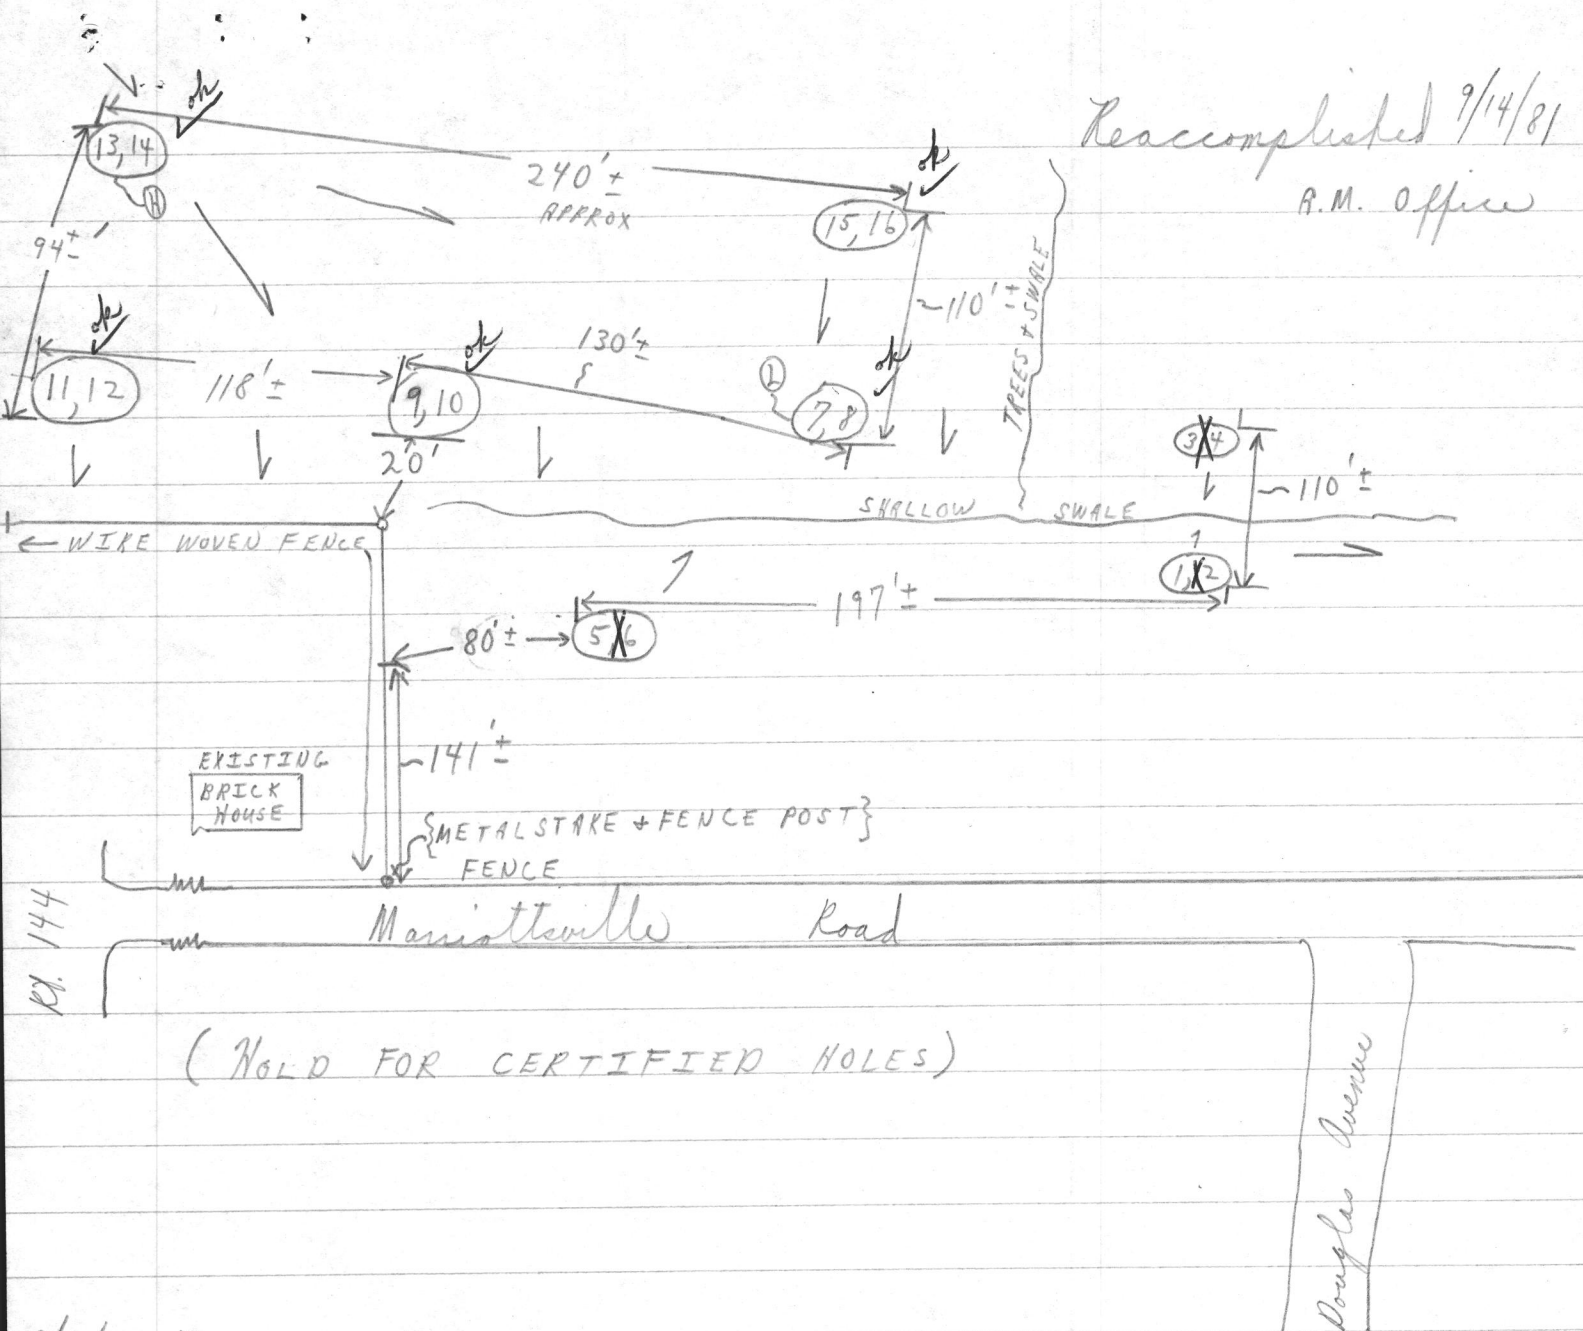 Reaccomplished 9/14/81
R.M. Office
ok
13,14
H
240'±
APPROX
ok
15,16
94±'
~110'±
TREES + SWALE
ok
11,12
118'±
ok
9,10
130'±
L
ok
7,8
20'
3 X 4
~110'±
SHALLOW SWALE
← WIRE WOVEN FENCE
1,X2
197'±
80'±
5X6
~141'±
EXISTING
BRICK
HOUSE
{METAL STAKE + FENCE POST}
FENCE
Marriottsville Road
RT. 144
(HOLD FOR CERTIFIED HOLES)
Douglas Avenue